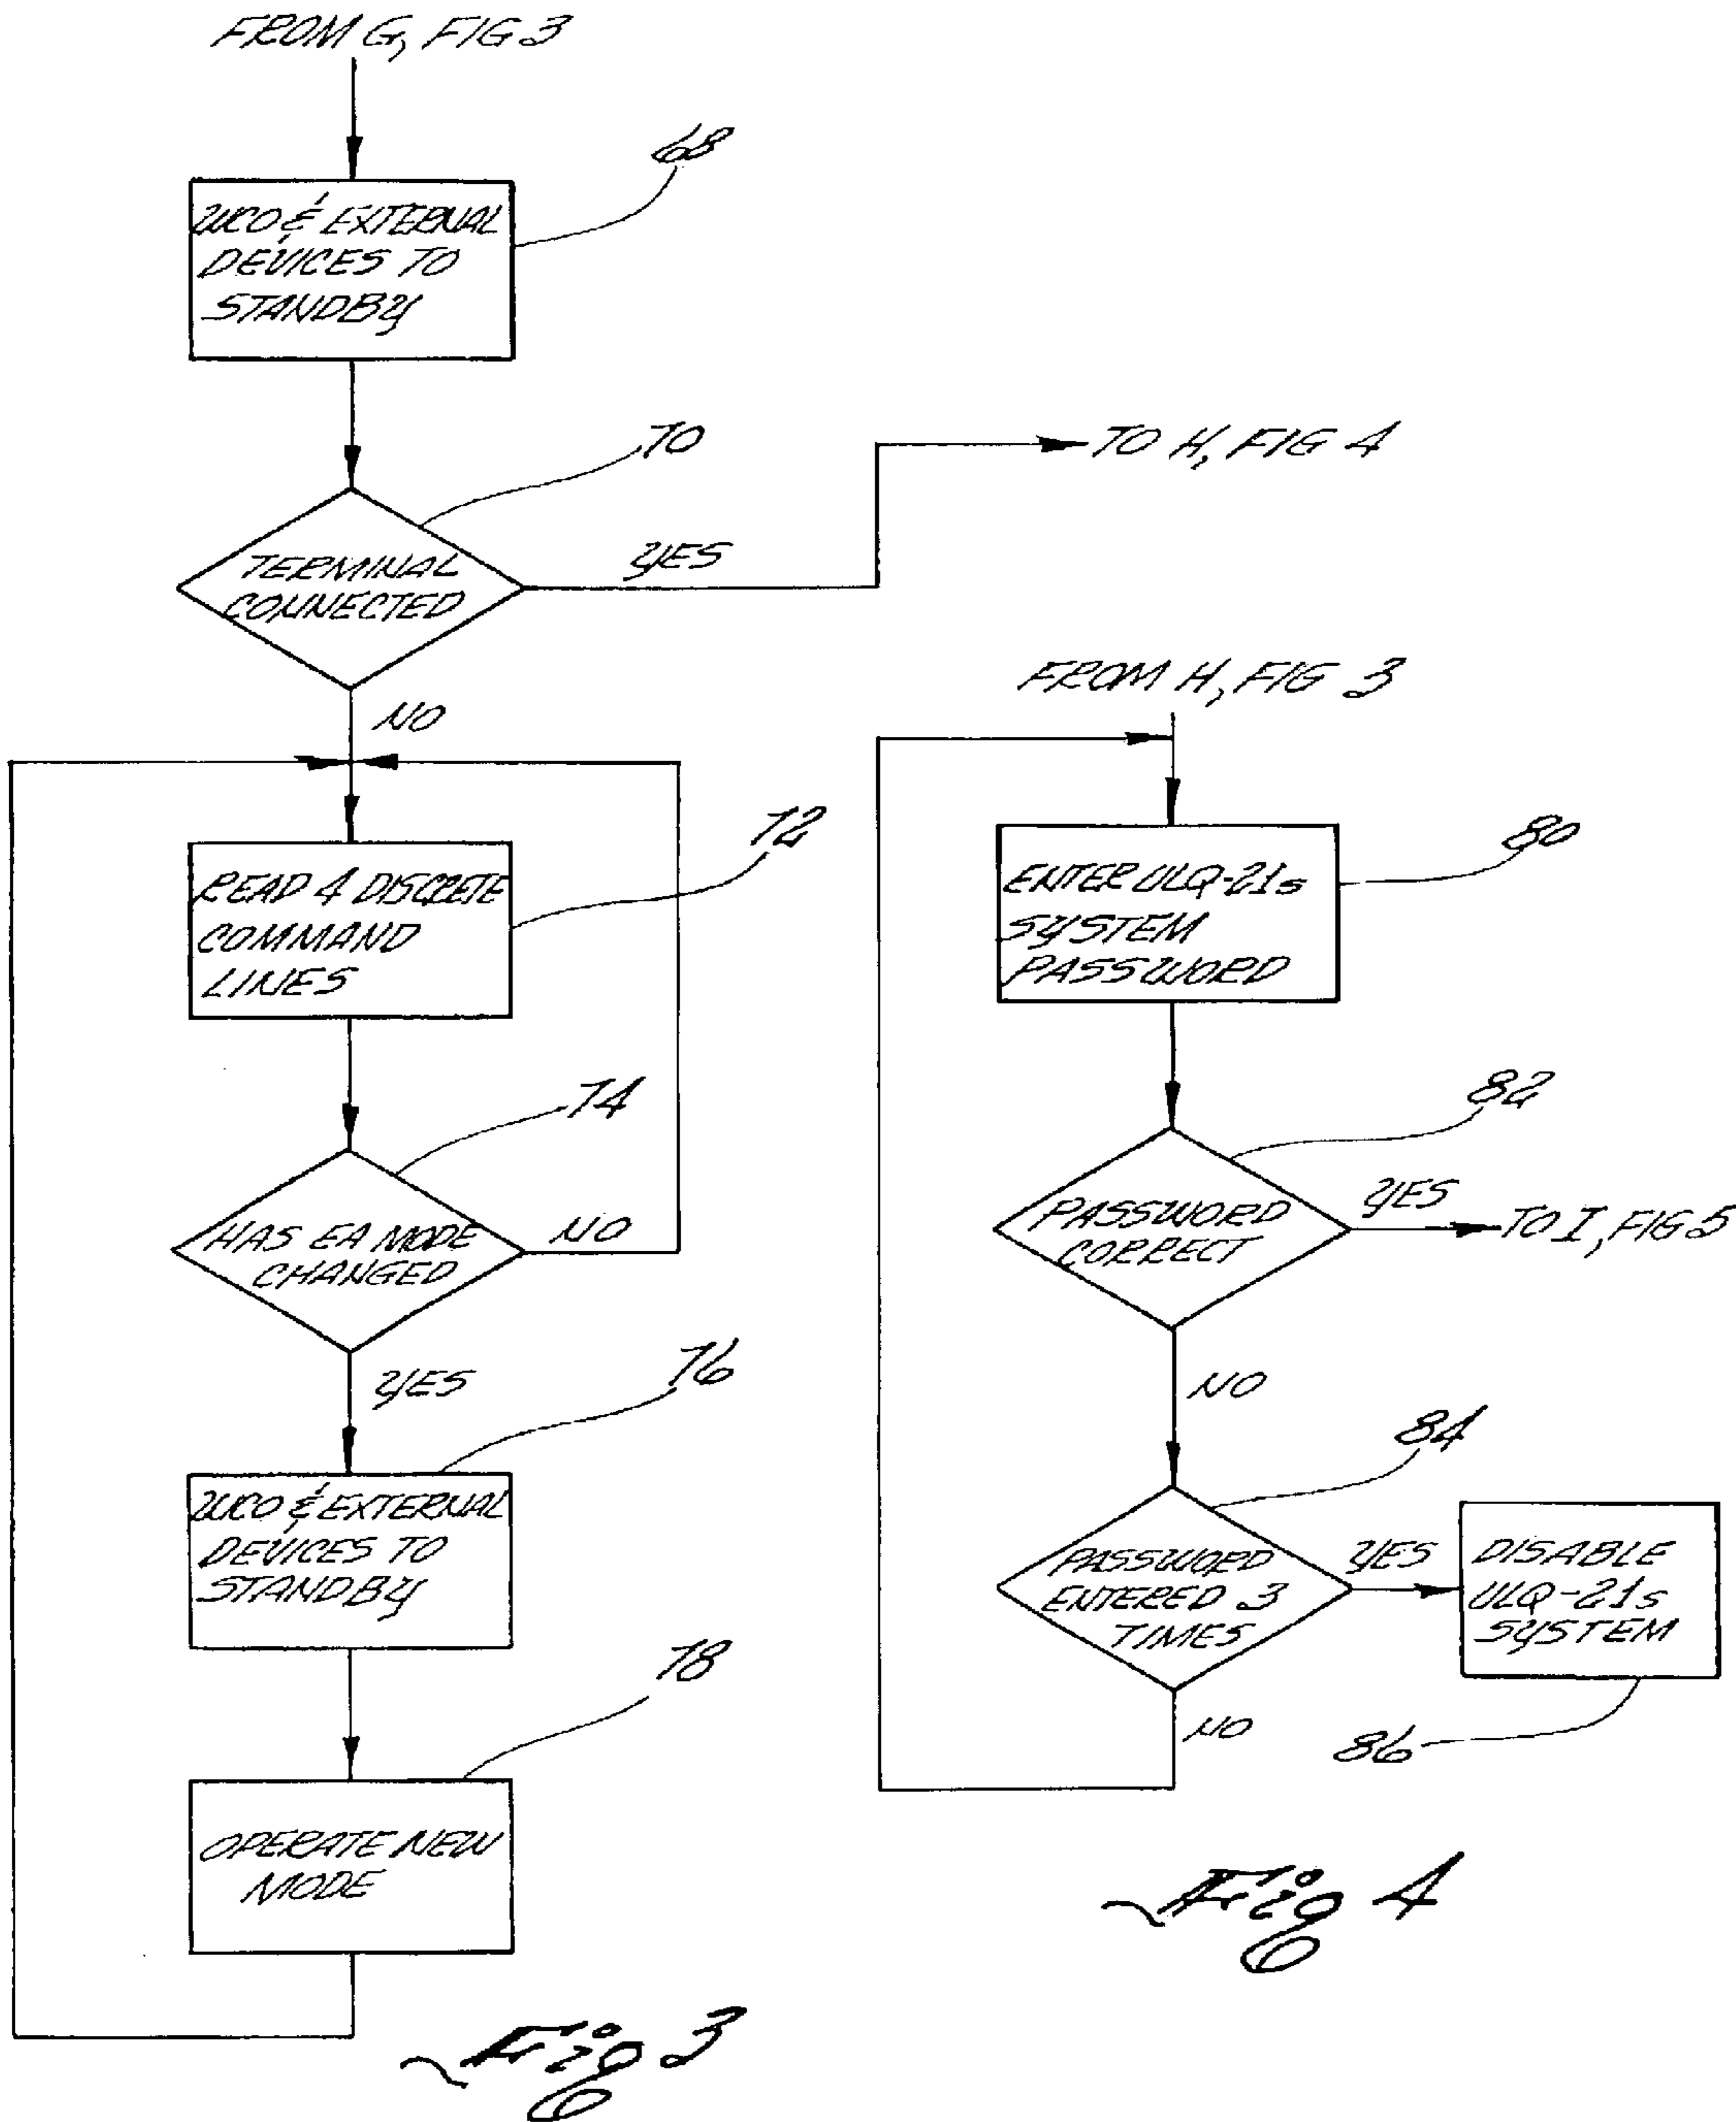 FROM G, FIG 3
68
UCO & EXTERNAL
DEVICES TO
STANDBY
70
TO H, FIG 4
TERMINAL
CONNECTED
YES
NO
72
READ 4 DISCRETE
COMMAND
LINES
74
HAS EA MODE
CHANGED
NO
YES
76
UCO & EXTERNAL
DEVICES TO
STANDBY
78
OPERATE NEW
MODE
Fig 3
FROM H, FIG 3
80
ENTER ULQ-21s
SYSTEM
PASSWORD
82
PASSWORD
CORRECT
YES
TO I, FIG 5
NO
84
PASSWORD
ENTERED 3
TIMES
YES
DISABLE
ULQ-21s
SYSTEM
NO
86
Fig 4